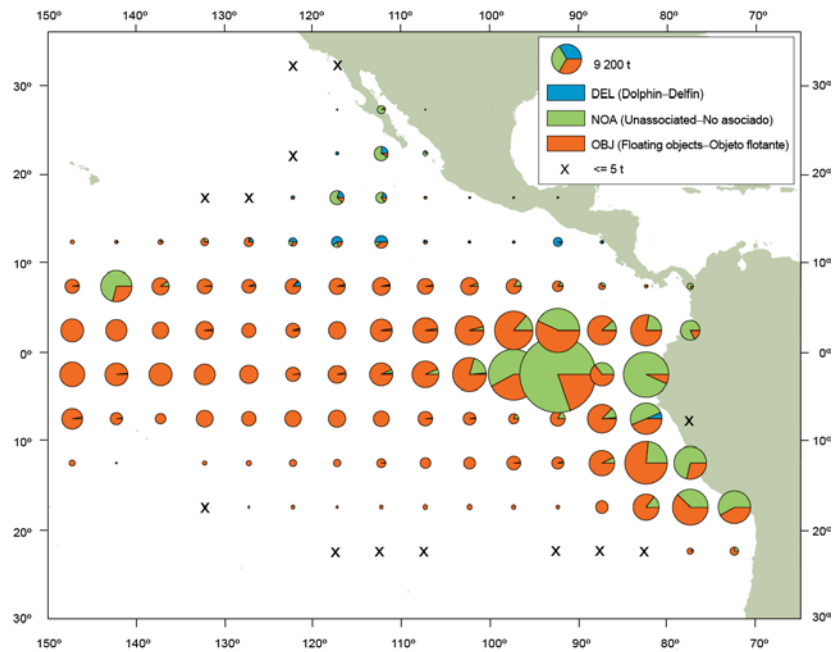 150º 140º 130º 120º 110º 100º 90º 80º 70º
30º 30º
20º 20º
10º 10º
0º 0º
10º 10º
20º 20º
30º 30º
150º 140º 130º 120º 110º 100º 90º 80º 70º
9 200 t
DEL (Dolphin–Delfín)
NOA (Unassociated–No asociado)
OBJ (Floating objects–Objeto flotante)
X <= 5 t
X X
X
X X
X
X
X X X X X X